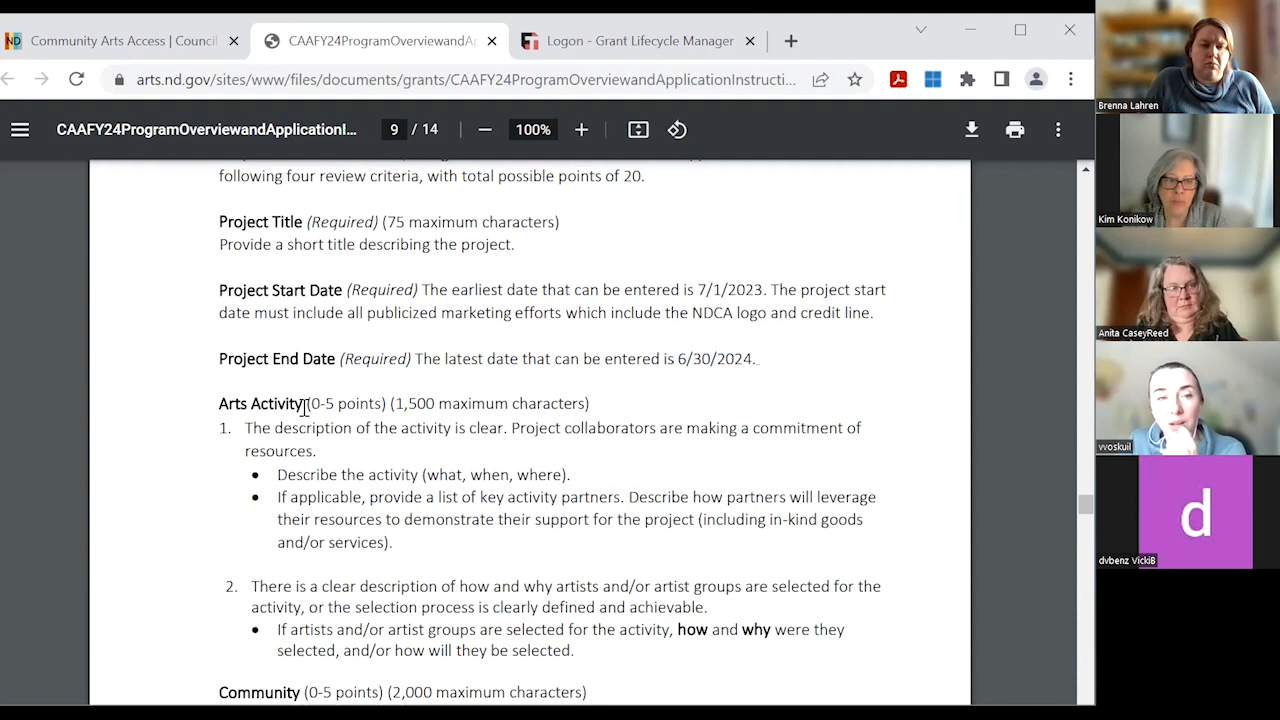 ND Community Arts Access | Council
CAAFY24ProgramOverviewandA
Logon - Grant Lifecycle Manager
arts.nd.gov/sites/www/files/documents/grants/CAAFY24ProgramOverviewandApplicationInstructi...
CAAFY24ProgramOverviewandApplicationI...
9 / 14
100%
following four review criteria, with total possible points of 20.
Project Title (Required) (75 maximum characters)
Provide a short title describing the project.
Project Start Date (Required) The earliest date that can be entered is 7/1/2023. The project start
date must include all publicized marketing efforts which include the NDCA logo and credit line.
Project End Date (Required) The latest date that can be entered is 6/30/2024.
Arts Activity (0-5 points) (1,500 maximum characters)
1. The description of the activity is clear. Project collaborators are making a commitment of
resources.
• Describe the activity (what, when, where).
• If applicable, provide a list of key activity partners. Describe how partners will leverage
their resources to demonstrate their support for the project (including in-kind goods
and/or services).
2. There is a clear description of how and why artists and/or artist groups are selected for the
activity, or the selection process is clearly defined and achievable.
• If artists and/or artist groups are selected for the activity, how and why were they
selected, and/or how will they be selected.
Community (0-5 points) (2,000 maximum characters)
Brenna Lahren
Kim Konikow
Anita CaseyReed
vvoskuil
d
dvbenz VickiB